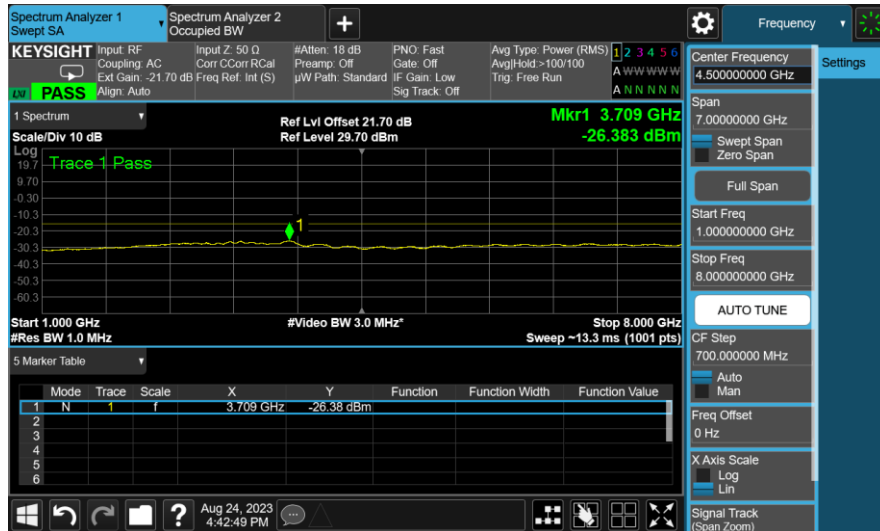 Spectrum Analyzer 1
Swept SA
Spectrum Analyzer 2
Occupied BW
Frequency
KEYSIGHT
Input: RF
Coupling: AC
Ext Gain: -21.70 dB
Align: Auto
Input Z: 50 Ω
Corr CCorr RCal
Freq Ref: Int (S)
#Atten: 18 dB
Preamp: Off
µW Path: Standard
PNO: Fast
Gate: Off
IF Gain: Low
Sig Track: Off
Avg Type: Power (RMS)
Avg|Hold:>100/100
Trig: Free Run
1 2 3 4 5 6
A W W W W W
A N N N N N
LXI
PASS
1 Spectrum
Scale/Div 10 dB
Ref Lvl Offset 21.70 dB
Ref Level 29.70 dBm
Mkr1 3.709 GHz
-26.383 dBm
Log
Trace 1 Pass
19.7
9.70
-0.30
-10.3
-20.3
-30.3
-40.3
-50.3
-60.3
1
Start 1.000 GHz
#Res BW 1.0 MHz
#Video BW 3.0 MHz*
Stop 8.000 GHz
Sweep ~13.3 ms (1001 pts)
5 Marker Table
Mode Trace Scale X Y Function Function Width Function Value
1 N 1 f 3.709 GHz -26.38 dBm
2
3
4
5
6
Aug 24, 2023
4:42:49 PM
Center Frequency
4.500000000 GHz
Settings
Span
7.00000000 GHz
Swept Span
Zero Span
Full Span
Start Freq
1.000000000 GHz
Stop Freq
8.000000000 GHz
AUTO TUNE
CF Step
700.000000 MHz
Auto
Man
Freq Offset
0 Hz
X Axis Scale
Log
Lin
Signal Track
(Span Zoom)